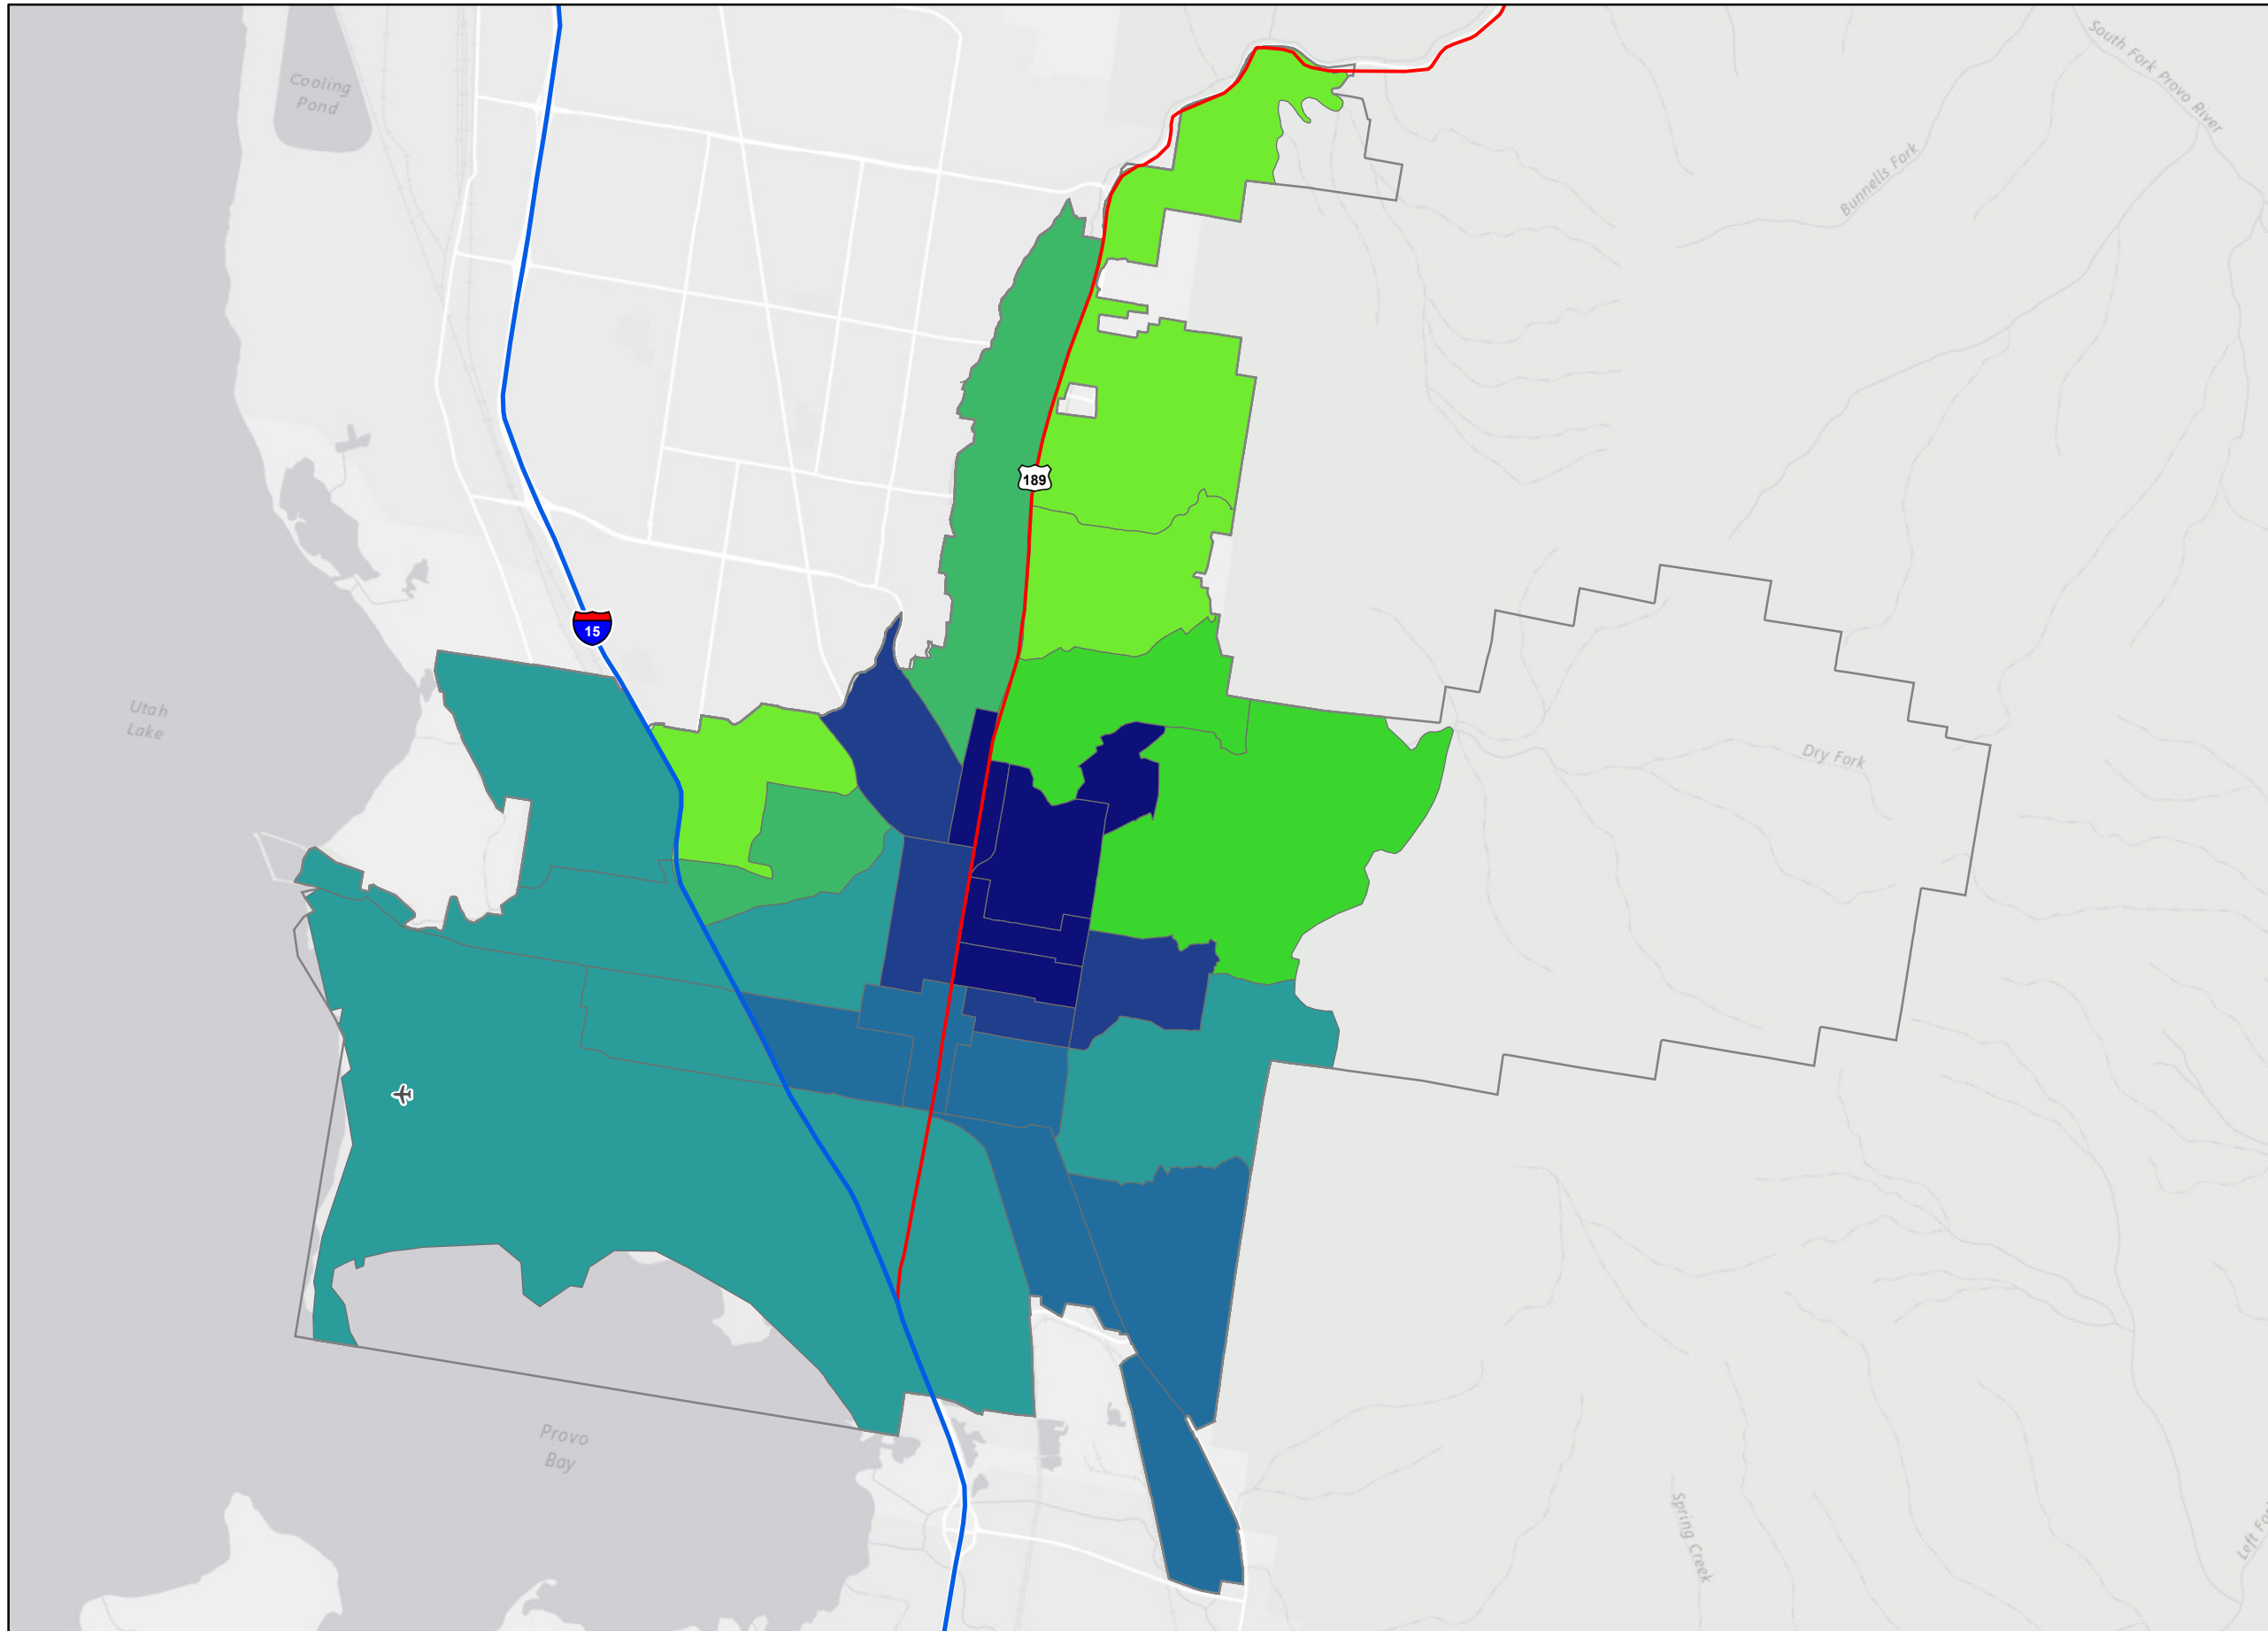 Cooling
Pond
South Fork Provo River
Bunnells Fork
189
15
Utah
Lake
Dry Fork
Provo
Bay
Spring Creek